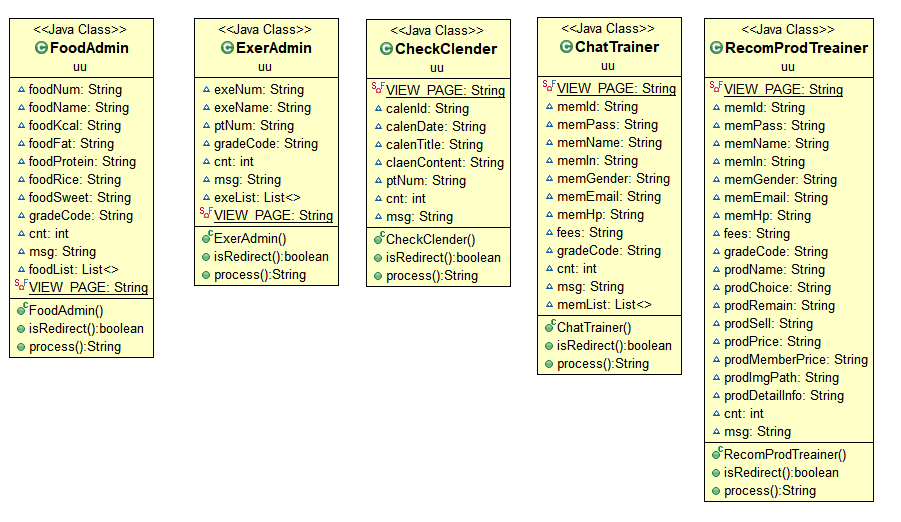 <<Java Class>>
FoodAdmin
uu
foodNum: String
foodName: String
foodKcal: String
foodFat: String
foodProtein: String
foodRice: String
foodSweet: String
gradeCode: String
cnt: int
msg: String
foodList: List<>
VIEW_PAGE: String
FoodAdmin()
isRedirect():boolean
process():String
<<Java Class>>
ExerAdmin
uu
exeNum: String
exeName: String
ptNum: String
gradeCode: String
cnt: int
msg: String
exeList: List<>
VIEW_PAGE: String
ExerAdmin()
isRedirect():boolean
process():String
<<Java Class>>
CheckClender
uu
VIEW_PAGE: String
calenId: String
calenDate: String
calenTitle: String
claenContent: String
ptNum: String
cnt: int
msg: String
CheckClender()
isRedirect():boolean
process():String
<<Java Class>>
ChatTrainer
uu
VIEW_PAGE: String
memId: String
memPass: String
memName: String
memIn: String
memGender: String
memEmail: String
memHp: String
fees: String
gradeCode: String
cnt: int
msg: String
memList: List<>
ChatTrainer()
isRedirect():boolean
process():String
<<Java Class>>
RecomProdTreainer
uu
VIEW_PAGE: String
memId: String
memPass: String
memName: String
memIn: String
memGender: String
memEmail: String
memHp: String
fees: String
gradeCode: String
prodName: String
prodChoice: String
prodRemain: String
prodSell: String
prodPrice: String
prodMemberPrice: String
prodImgPath: String
prodDetailInfo: String
cnt: int
msg: String
RecomProdTreainer()
isRedirect():boolean
process():String